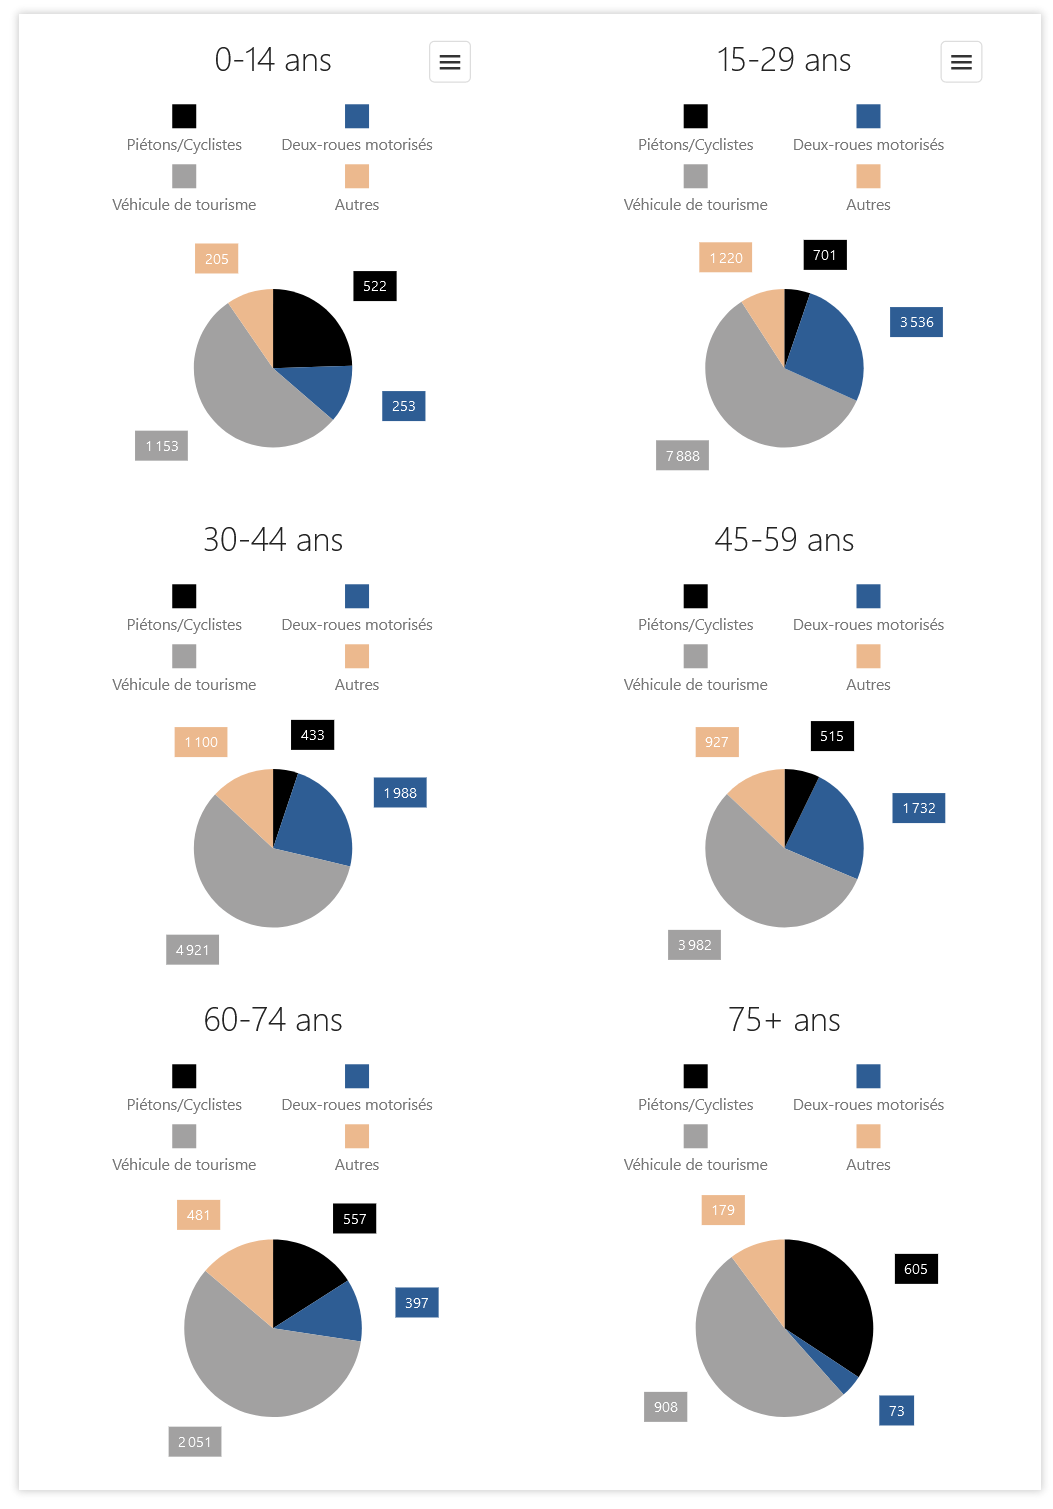 0-14 ans
Piétons/Cyclistes
Deux-roues motorisés
Véhicule de tourisme
Autres
205
522
253
1 153
15-29 ans
Piétons/Cyclistes
Deux-roues motorisés
Véhicule de tourisme
Autres
1 220
701
3 536
7 888
30-44 ans
Piétons/Cyclistes
Deux-roues motorisés
Véhicule de tourisme
Autres
1 100
433
1 988
4 921
45-59 ans
Piétons/Cyclistes
Deux-roues motorisés
Véhicule de tourisme
Autres
927
515
1 732
3 982
60-74 ans
Piétons/Cyclistes
Deux-roues motorisés
Véhicule de tourisme
Autres
481
557
397
2 051
75+ ans
Piétons/Cyclistes
Deux-roues motorisés
Véhicule de tourisme
Autres
179
605
73
908